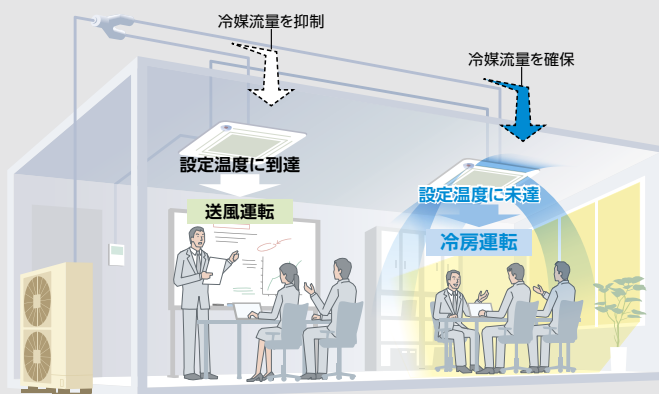 冷媒流量を抑制
冷媒流量を確保
設定温度に到達
送風運転
設定温度に未達
冷房運転